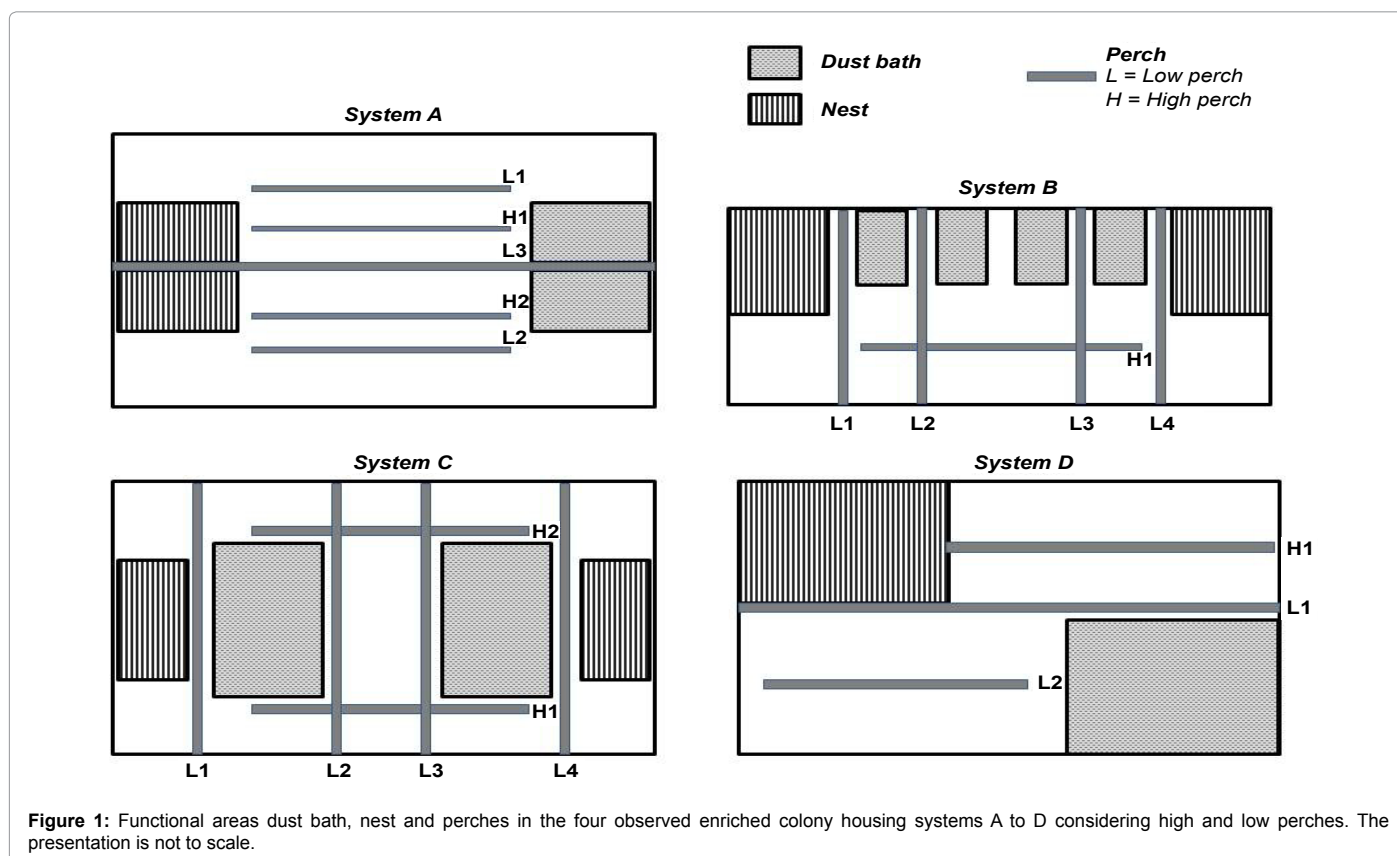 Dust bath
Nest
Perch
L = Low perch
H = High perch
System A
L1
H1
L3
H2
L2
System B
H1
L1 L2 L3 L4
System C
H2
H1
L1 L2 L3 L4
System D
H1
L1
L2
Figure 1: Functional areas dust bath, nest and perches in the four observed enriched colony housing systems A to D considering high and low perches. The
presentation is not to scale.